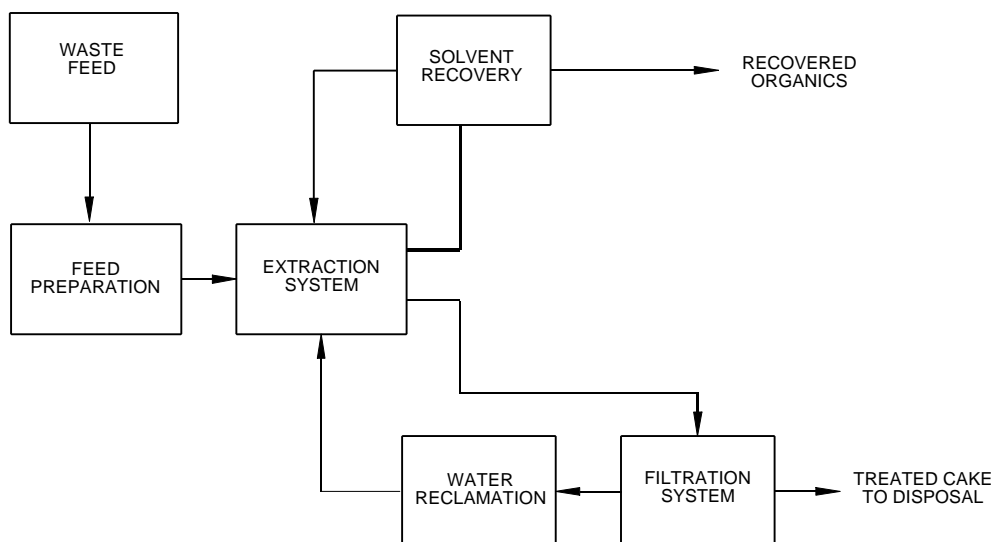 WASTE
FEED
SOLVENT
RECOVERY
RECOVERED
ORGANICS
FEED
PREPARATION
EXTRACTION
SYSTEM
WATER
RECLAMATION
FILTRATION
SYSTEM
TREATED CAKE
TO DISPOSAL